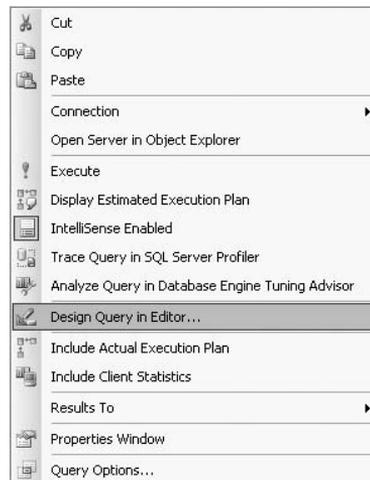 Cut
Copy
Paste
Connection
Open Server in Object Explorer
Execute
Display Estimated Execution Plan
IntelliSense Enabled
Trace Query in SQL Server Profiler
Analyze Query in Database Engine Tuning Advisor
Design Query in Editor...
Include Actual Execution Plan
Include Client Statistics
Results To
Properties Window
Query Options...